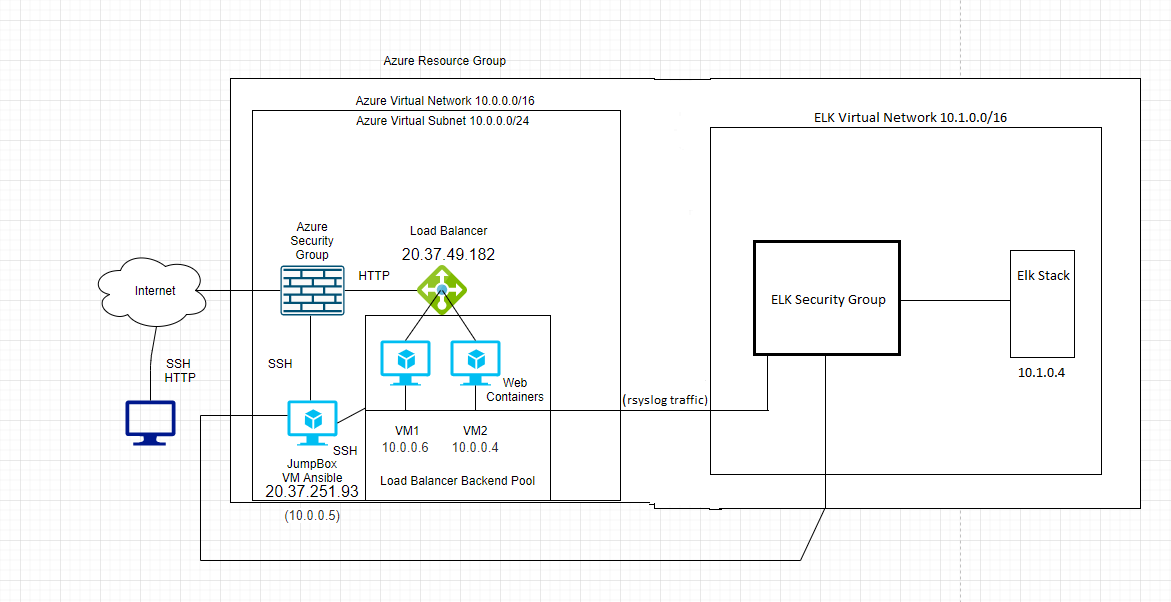 Azure Resource Group
Azure Virtual Network 10.0.0.0/16
Azure Virtual Subnet 10.0.0.0/24
ELK Virtual Network 10.1.0.0/16
Azure
Security
Group
Load Balancer
20.37.49.182
HTTP
Internet
SSH
HTTP
SSH
Web
Containers
(rsyslog traffic)
VM1
10.0.0.6
VM2
10.0.0.4
SSH
JumpBox
VM Ansible
20.37.251.93
(10.0.0.5)
Load Balancer Backend Pool
ELK Security Group
Elk Stack
10.1.0.4